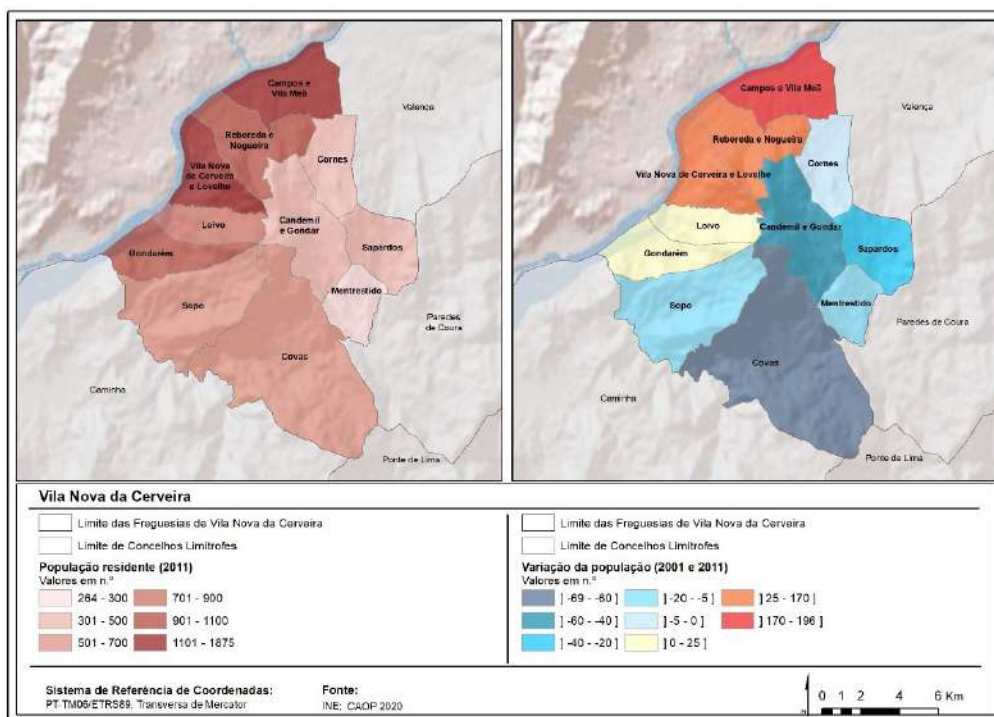 Campos e
Vila Meã
Valença
Reboreda e
Nogueira
Cornes
Vila Nova
de Cerveira
e Lovelhe
Loivo
Candemil
e Gondar
Sapardos
Gondarém
Mentrestido
Sopo
Paredes
de Coura
Covas
Caminha
Ponte de Lima
Campos e Vila Meã
Valença
Reboreda e Nogueira
Cornes
Vila Nova de Cerveira e Lovelhe
Loivo
Candemil e Gondar
Sapardos
Gondarém
Mentrestido
Sopo
Paredes de Coura
Covas
Caminha
Ponte de Lima
Vila Nova da Cerveira
Limite das Freguesias de Vila Nova da Cerveira
Limite de Concelhos Limítrofes
População residente (2011)
Valores em n.º
264 - 300
301 - 500
501 - 700
701 - 900
901 - 1100
1101 - 1875
Limite das Freguesias de Vila Nova da Cerveira
Limite de Concelhos Limítrofes
Variação da população (2001 e 2011)
Valores em n.º
] -69 - -60 ]
] -60 - -40 ]
] -40 - -20 ]
] -20 - -5 ]
] -5 - 0 ]
] 0 - 25 ]
] 25 - 170 ]
] 170 - 196 ]
Sistema de Referência de Coordenadas:
PT-TM06/ETRS89, Transversa de Mercator
Fonte:
INE; CAOP 2020
N
0 1 2 4 6 Km